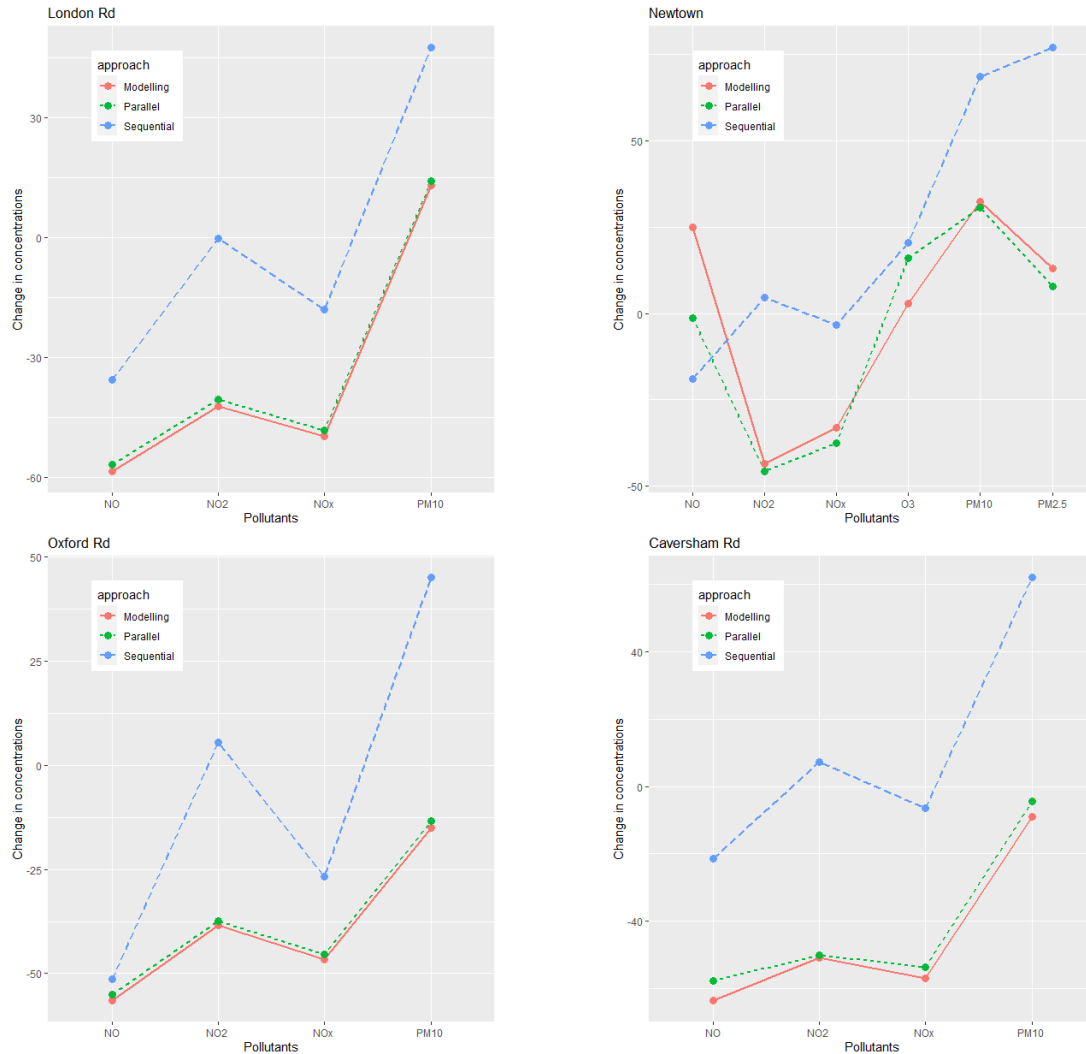 London Rd
approach
Modelling
Parallel
Sequential
30
0
-30
-60
Change in concentrations
NO NO2 NOx PM10
Pollutants
Newtown
approach
Modelling
Parallel
Sequential
50
0
-50
Change in concentrations
NO NO2 NOx O3 PM10 PM2.5
Pollutants
Oxford Rd
approach
Modelling
Parallel
Sequential
50
25
0
-25
-50
Change in concentrations
NO NO2 NOx PM10
Pollutants
Caversham Rd
approach
Modelling
Parallel
Sequential
40
0
-40
Change in concentrations
NO NO2 NOx PM10
Pollutants